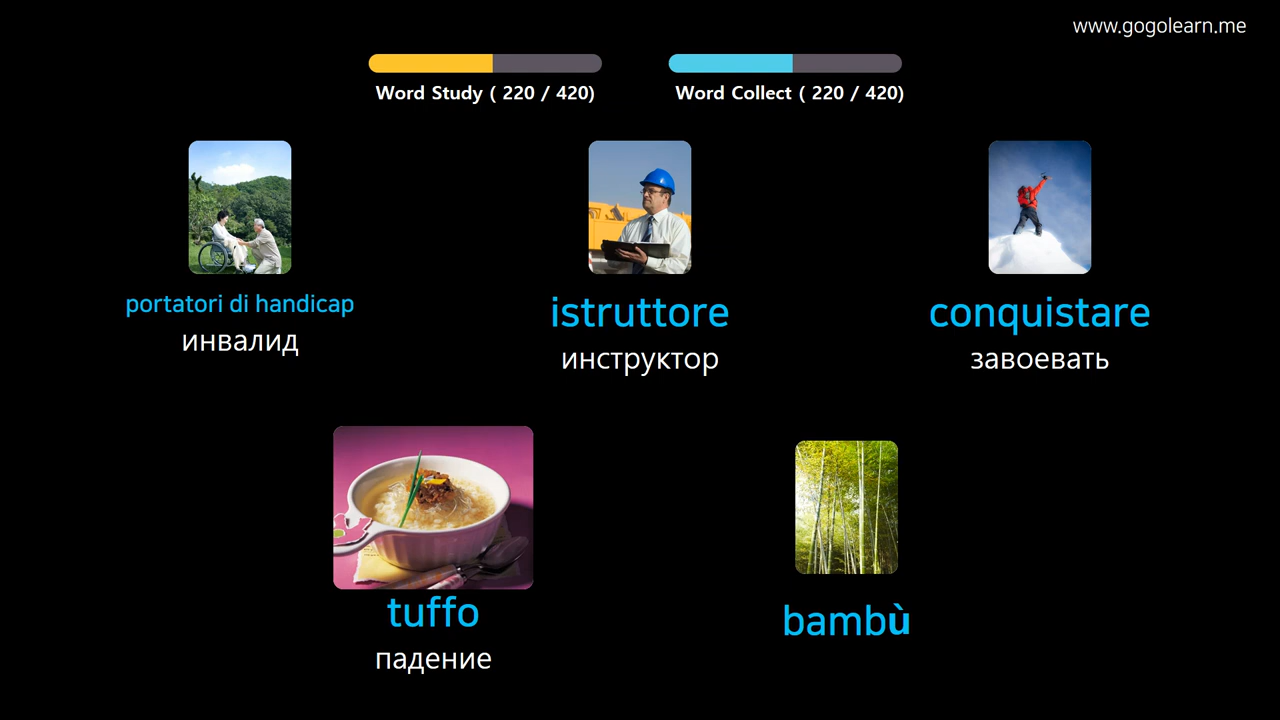 www.gogolearn.me
Word Study ( 220 / 420)
Word Collect ( 220 / 420)
portatori di handicap
инвалид
istruttore
инструктор
conquistare
завоевать
tuffo
падение
bambù